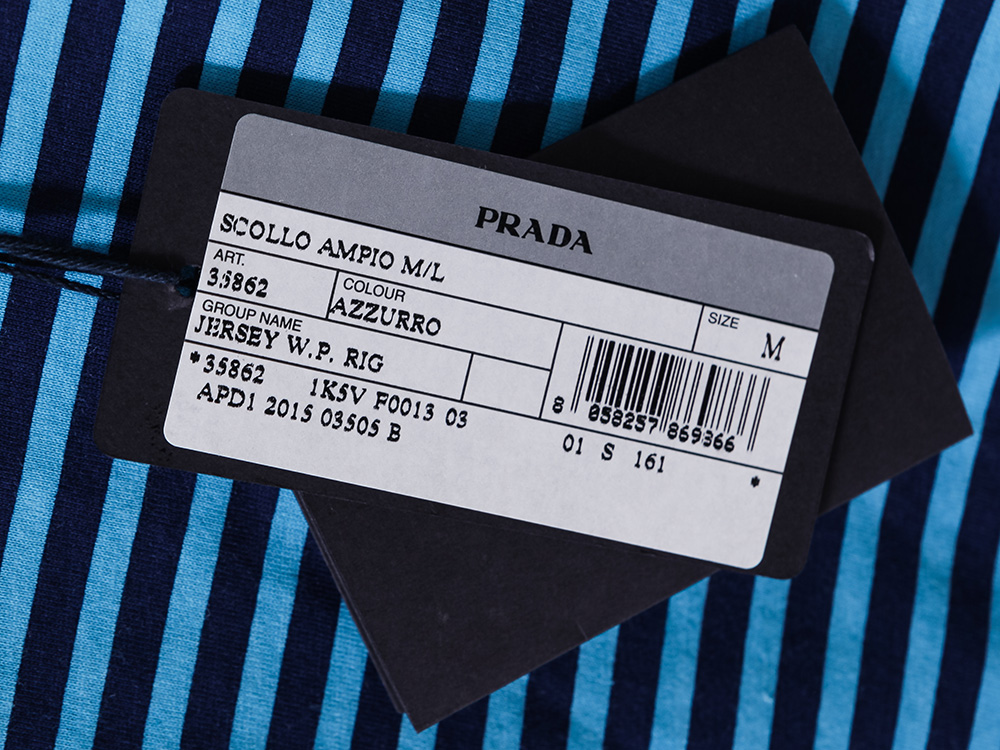 PRADA
SCOLLO AMPIO M/L
ART.
35862
COLOUR
AZZURRO
SIZE
M
GROUP NAME
JERSEY W.P. RIG
*35862 1K5V F0013 03
APD1 2015 03505 B
8 058257 869366
01 S 161
*